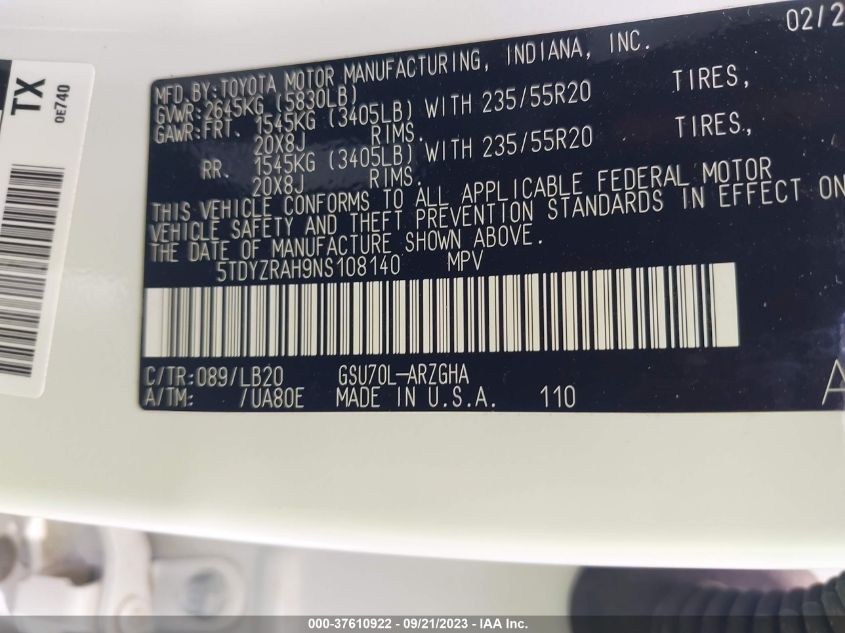 02/2
MFD.BY:TOYOTA MOTOR MANUFACTURING, INDIANA, INC.
GVWR:2645KG (5830LB)
GAWR:FRT. 1545KG (3405LB) WITH 235/55R20 TIRES,
20X8J RIMS.
RR. 1545KG (3405LB) WITH 235/55R20 TIRES,
20X8J RIMS.
THIS VEHICLE CONFORMS TO ALL APPLICABLE FEDERAL MOTOR
VEHICLE SAFETY AND THEFT PREVENTION STANDARDS IN EFFECT ON
THE DATE OF MANUFACTURE SHOWN ABOVE.
5TDYZRAH9NS108140 MPV
C/TR:089/LB20 GSU70L-ARZGHA
A/TM: /UA80E MADE IN U.S.A. 110
A
TX
0E740
000-37610922 - 09/21/2023 - IAA Inc.